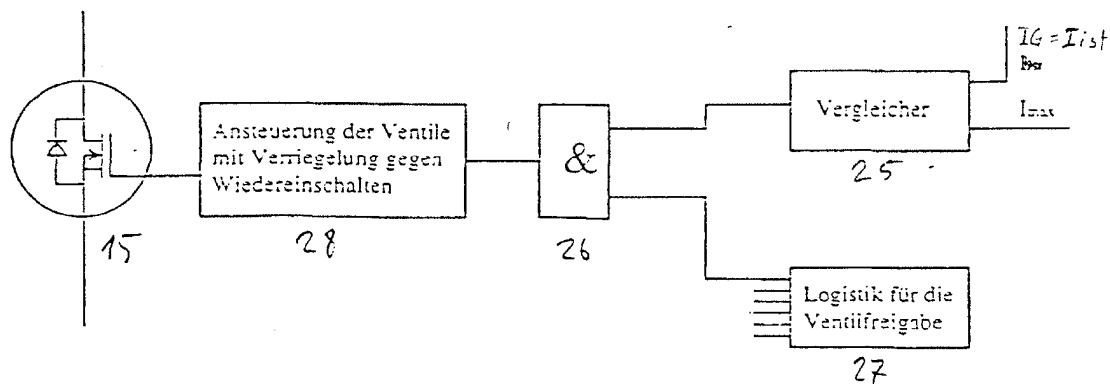 IG = Iist
Imax
Vergleicher
25
Ansteuerung der Ventile
mit Verriegelung gegen
Wiedereinschalten
&
15
28
26
Logistik für die
Ventilfreigabe
27